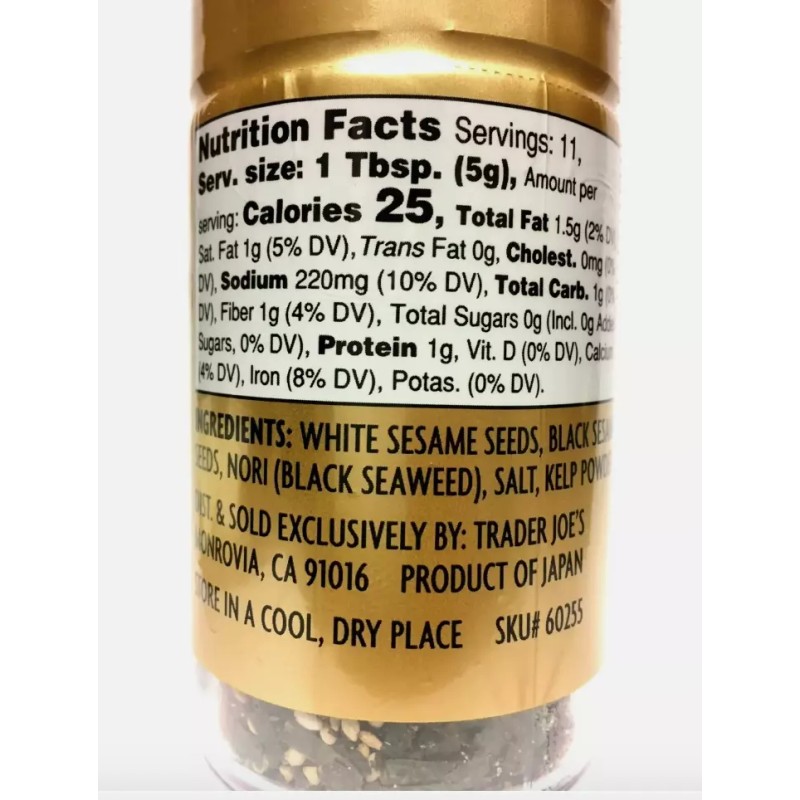 Nutrition Facts Servings: 11,
Serv. size: 1 Tbsp. (5g), Amount per
serving: Calories 25, Total Fat 1.5g (2%
Sat. Fat 1g (5% DV), Trans Fat 0g, Cholest. 0mg
DV), Sodium 220mg (10% DV), Total Carb. 1g
DV), Fiber 1g (4% DV), Total Sugars 0g (Incl. 0g
Sugars, 0% DV), Protein 1g, Vit. D (0% DV),
(4% DV), Iron (8% DV), Potas. (0% DV).
INGREDIENTS: WHITE SESAME SEEDS, BLACK
SEEDS, NORI (BLACK SEAWEED), SALT, KELP
& SOLD EXCLUSIVELY BY: TRADER JOE'S
MONROVIA, CA 91016 PRODUCT OF JAPAN
STORE IN A COOL, DRY PLACE SKU# 60255